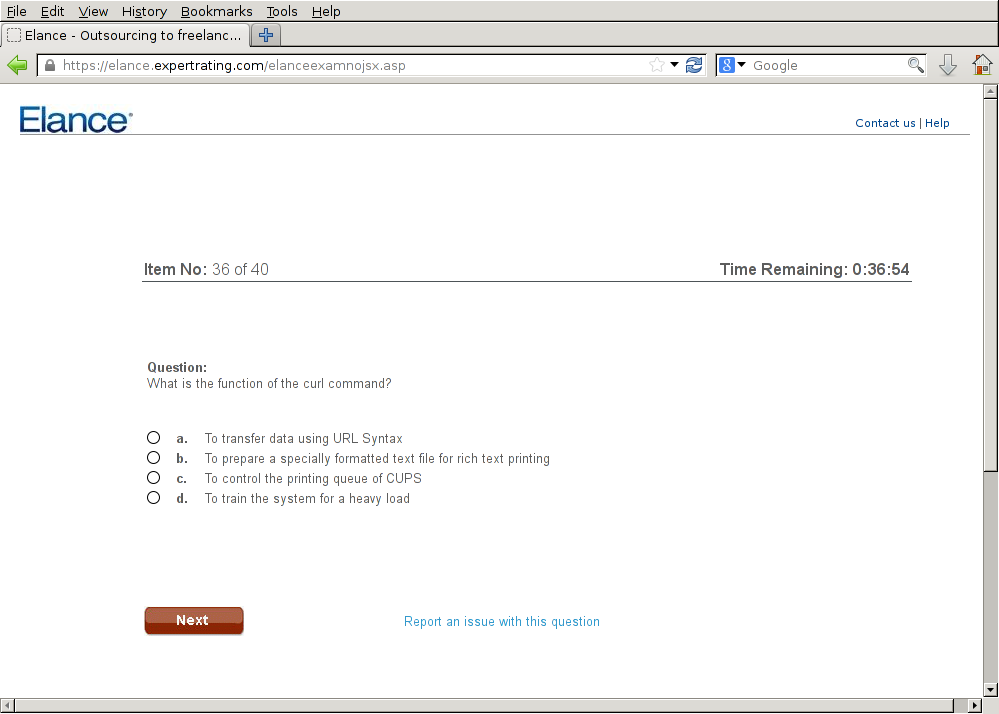 File Edit View History Bookmarks Tools Help
Elance - Outsourcing to freelanc...
https://elance.expertrating.com/elanceexamnojsx.asp
8 Google
Elance
Contact us | Help
Item No: 36 of 40
Time Remaining: 0:36:54
Question:
What is the function of the curl command?
a. To transfer data using URL Syntax
b. To prepare a specially formatted text file for rich text printing
c. To control the printing queue of CUPS
d. To train the system for a heavy load
Next
Report an issue with this question